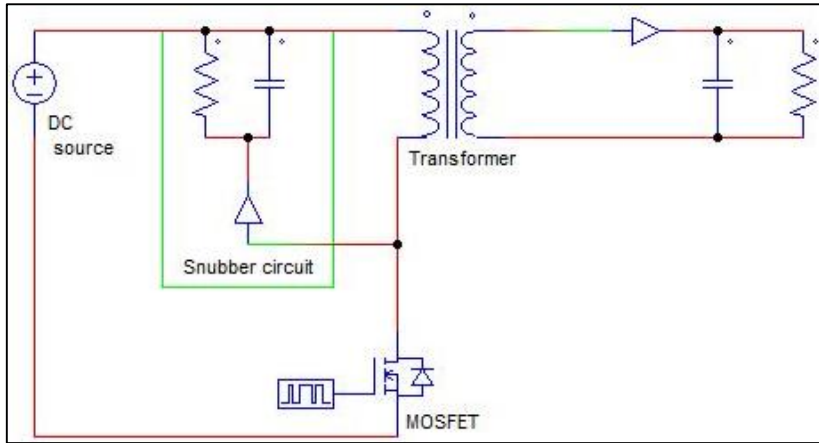 DC
source
Transformer
Snubber circuit
MOSFET